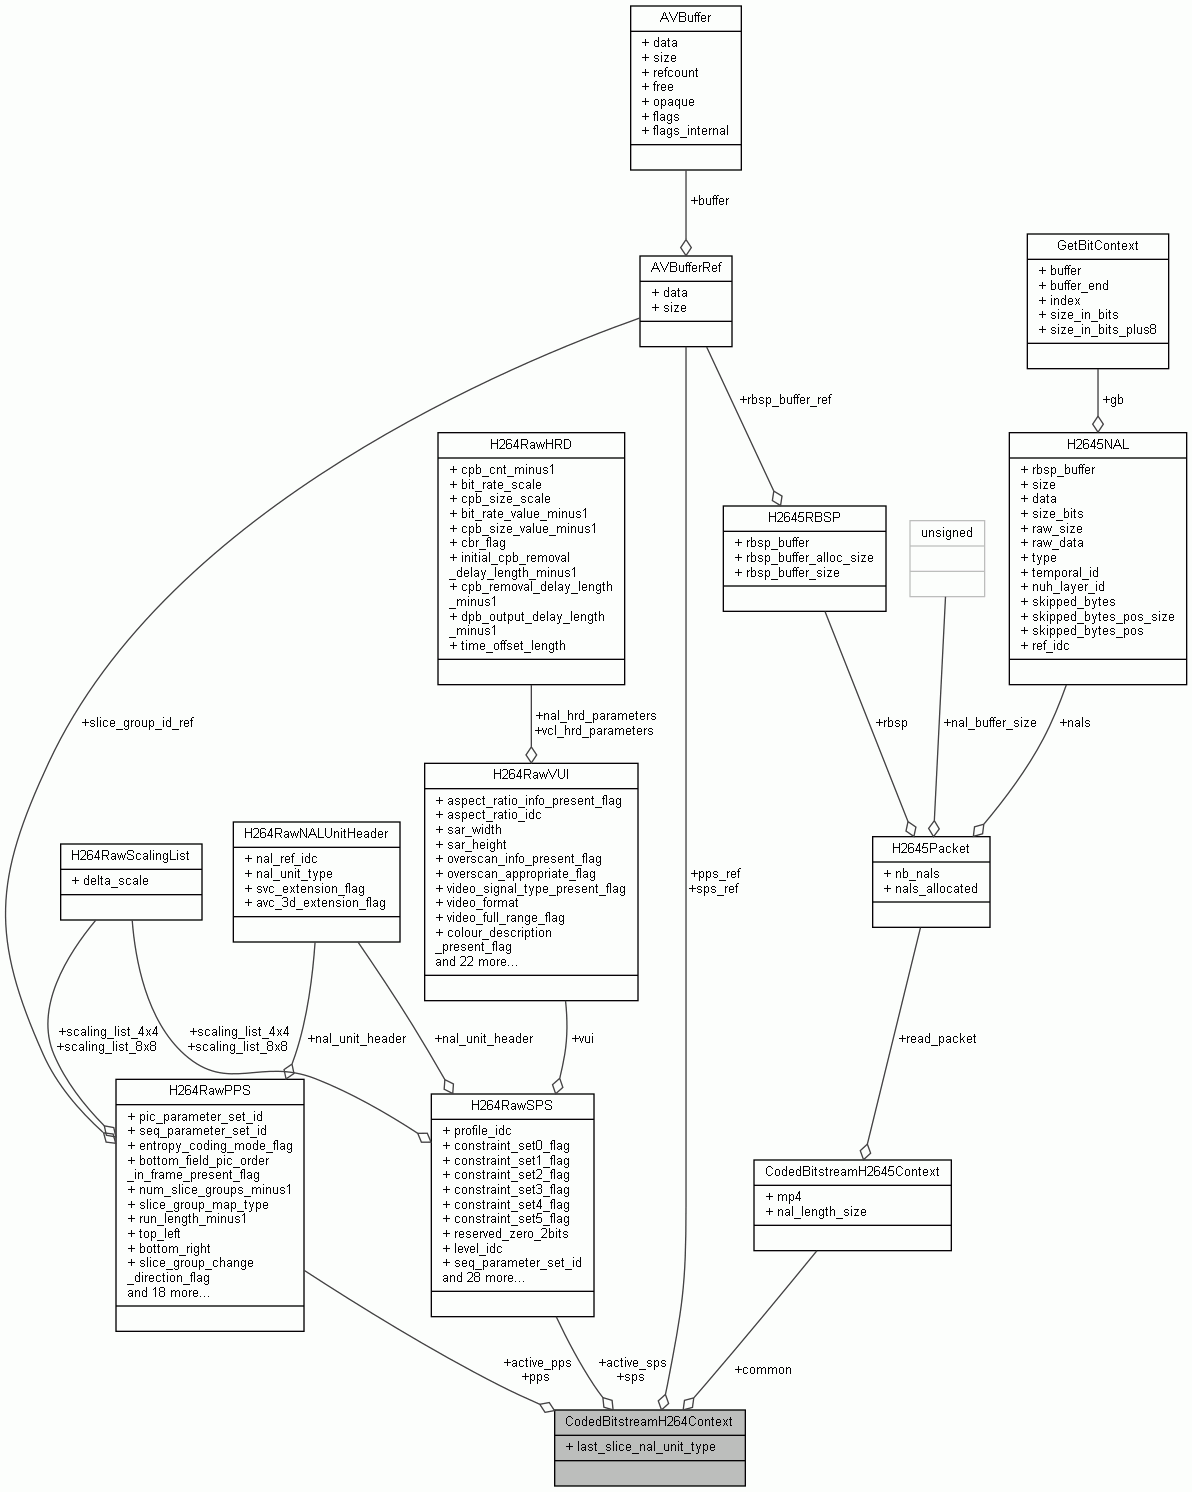 AVBuffer
+ data
+ size
+ refcount
+ free
+ opaque
+ flags
+ flags_internal
+buffer
AVBufferRef
+ data
+ size
GetBitContext
+ buffer
+ buffer_end
+ index
+ size_in_bits
+ size_in_bits_plus8
+rbsp_buffer_ref
+gb
H264RawHRD
+ cpb_cnt_minus1
+ bit_rate_scale
+ cpb_size_scale
+ bit_rate_value_minus1
+ cpb_size_value_minus1
+ cbr_flag
+ initial_cpb_removal
_delay_length_minus1
+ cpb_removal_delay_length
_minus1
+ dpb_output_delay_length
_minus1
+ time_offset_length
H2645RBSP
+ rbsp_buffer
+ rbsp_buffer_alloc_size
+ rbsp_buffer_size
unsigned
H2645NAL
+ rbsp_buffer
+ size
+ data
+ size_bits
+ raw_size
+ raw_data
+ type
+ temporal_id
+ nuh_layer_id
+ skipped_bytes
+ skipped_bytes_pos_size
+ skipped_bytes_pos
+ ref_idc
+slice_group_id_ref
+nal_hrd_parameters
+vcl_hrd_parameters
+rbsp
+nal_buffer_size
+nals
H264RawScalingList
+ delta_scale
H264RawNALUnitHeader
+ nal_ref_idc
+ nal_unit_type
+ svc_extension_flag
+ avc_3d_extension_flag
H264RawVUI
+ aspect_ratio_info_present_flag
+ aspect_ratio_idc
+ sar_width
+ sar_height
+ overscan_info_present_flag
+ overscan_appropriate_flag
+ video_signal_type_present_flag
+ video_format
+ video_full_range_flag
+ colour_description
_present_flag
and 22 more...
+pps_ref
+sps_ref
H2645Packet
+ nb_nals
+ nals_allocated
+scaling_list_4x4
+scaling_list_8x8
+scaling_list_4x4
+scaling_list_8x8
+nal_unit_header
+nal_unit_header
+vui
+read_packet
H264RawPPS
+ pic_parameter_set_id
+ seq_parameter_set_id
+ entropy_coding_mode_flag
+ bottom_field_pic_order
_in_frame_present_flag
+ num_slice_groups_minus1
+ slice_group_map_type
+ run_length_minus1
+ top_left
+ bottom_right
+ slice_group_change
_direction_flag
and 18 more...
H264RawSPS
+ profile_idc
+ constraint_set0_flag
+ constraint_set1_flag
+ constraint_set2_flag
+ constraint_set3_flag
+ constraint_set4_flag
+ constraint_set5_flag
+ reserved_zero_2bits
+ level_idc
+ seq_parameter_set_id
and 28 more...
CodedBitstreamH2645Context
+ mp4
+ nal_length_size
+active_pps
+pps
+active_sps
+sps
+common
CodedBitstreamH264Context
+ last_slice_nal_unit_type